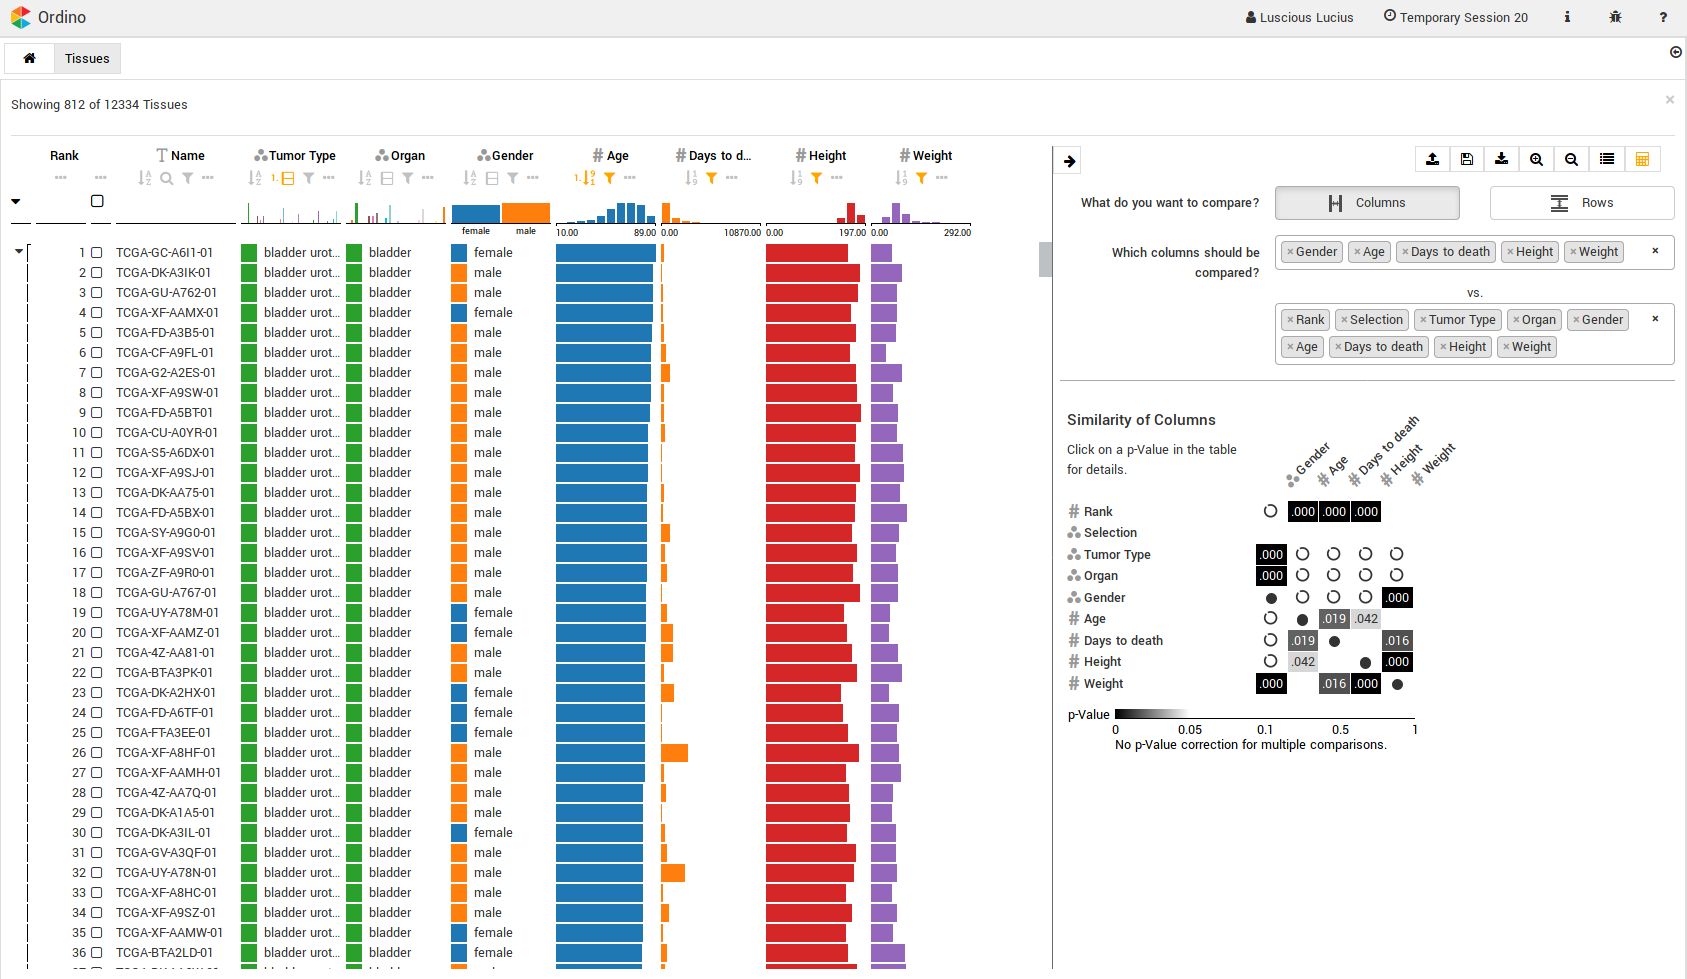 Ordino
Luscious Lucius
Temporary Session 20
Tissues
Showing 812 of 12334 Tissues
Rank Name Tumor Type Organ Gender Age Days to d... Height Weight
female male 10.00 89.00 0.00 10870.00 0.00 197.00 0.00 292.00
1 TCGA-GC-A6I1-01 bladder urot... bladder female
2 TCGA-DK-A3IK-01 bladder urot... bladder male
3 TCGA-GU-A762-01 bladder urot... bladder male
4 TCGA-XF-AAMX-01 bladder urot... bladder female
5 TCGA-FD-A3B5-01 bladder urot... bladder male
6 TCGA-CF-A9FL-01 bladder urot... bladder male
7 TCGA-G2-A2ES-01 bladder urot... bladder male
8 TCGA-XF-A9SW-01 bladder urot... bladder male
9 TCGA-FD-A5BT-01 bladder urot... bladder male
10 TCGA-CU-A0YR-01 bladder urot... bladder male
11 TCGA-S5-A6DX-01 bladder urot... bladder male
12 TCGA-XF-A9SJ-01 bladder urot... bladder male
13 TCGA-DK-AA75-01 bladder urot... bladder male
14 TCGA-FD-A5BX-01 bladder urot... bladder male
15 TCGA-SY-A9G0-01 bladder urot... bladder male
16 TCGA-XF-A9SV-01 bladder urot... bladder male
17 TCGA-ZF-A9R0-01 bladder urot... bladder male
18 TCGA-GU-A767-01 bladder urot... bladder male
19 TCGA-UY-A78M-01 bladder urot... bladder female
20 TCGA-XF-AAMZ-01 bladder urot... bladder female
21 TCGA-4Z-AA81-01 bladder urot... bladder male
22 TCGA-BT-A3PK-01 bladder urot... bladder male
23 TCGA-DK-A2HX-01 bladder urot... bladder female
24 TCGA-FD-A6TF-01 bladder urot... bladder female
25 TCGA-FT-A3EE-01 bladder urot... bladder female
26 TCGA-XF-A8HF-01 bladder urot... bladder male
27 TCGA-XF-AAMH-01 bladder urot... bladder male
28 TCGA-4Z-AA7Q-01 bladder urot... bladder male
29 TCGA-DK-A1A5-01 bladder urot... bladder male
30 TCGA-DK-A3IL-01 bladder urot... bladder female
31 TCGA-GV-A3QF-01 bladder urot... bladder male
32 TCGA-UY-A78N-01 bladder urot... bladder male
33 TCGA-XF-A8HC-01 bladder urot... bladder male
34 TCGA-XF-A9SZ-01 bladder urot... bladder male
35 TCGA-XF-AAMW-01 bladder urot... bladder female
36 TCGA-BT-A2LD-01 bladder urot... bladder female
What do you want to compare? Columns Rows
Which columns should be
compared?
× Gender × Age × Days to death × Height × Weight ×
vs.
× Rank × Selection × Tumor Type × Organ × Gender ×
× Age × Days to death × Height × Weight
Similarity of Columns
Click on a p-Value in the table
for details.
# Gender # Age # Days to death # Height # Weight
# Rank .000 .000 .000
Selection
Tumor Type .000
Organ .000
Gender .000
# Age .019 .042
# Days to death .019 .016
# Height .042 .000
# Weight .000 .016 .000
p-Value
0 0.05 0.1 0.5 1
No p-Value correction for multiple comparisons.